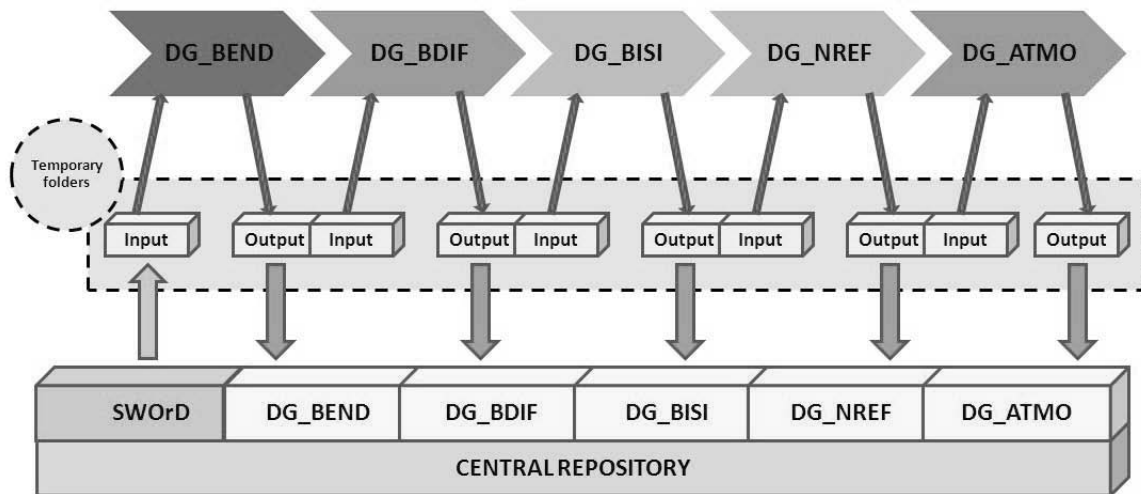 DG_BEND
DG_BDIF
DG_BISI
DG_NREF
DG_ATMO
Temporary
folders
Input
Output
Input
Output
Input
Output
Input
Output
Input
Output
SWOrD
DG_BEND
DG_BDIF
DG_BISI
DG_NREF
DG_ATMO
CENTRAL REPOSITORY